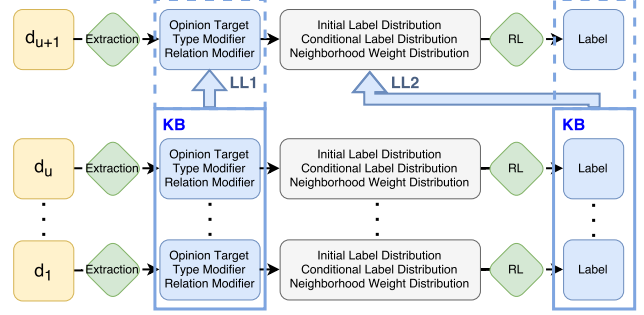 d_{u+1}
Extraction
Opinion Target
Type Modifier
Relation Modifier
Initial Label Distribution
Conditional Label Distribution
Neighborhood Weight Distribution
RL
Label
LL1
LL2
KB
KB
d_u
Extraction
Opinion Target
Type Modifier
Relation Modifier
Initial Label Distribution
Conditional Label Distribution
Neighborhood Weight Distribution
RL
Label
d_1
Extraction
Opinion Target
Type Modifier
Relation Modifier
Initial Label Distribution
Conditional Label Distribution
Neighborhood Weight Distribution
RL
Label